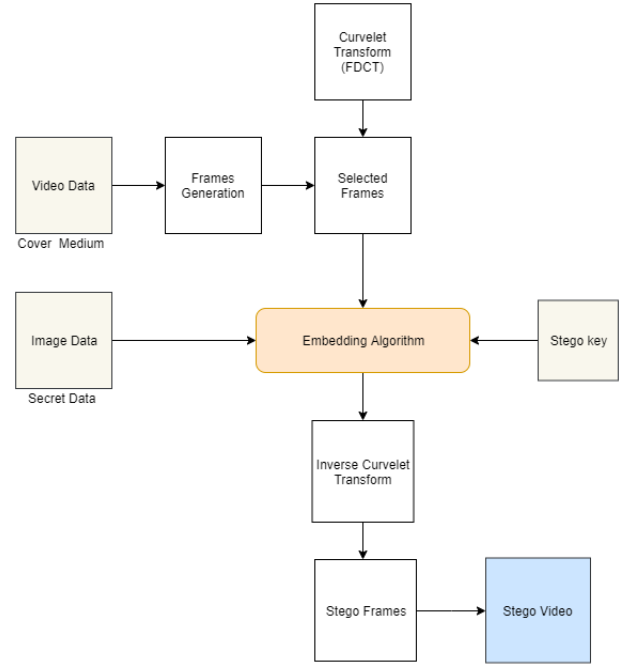 Curvelet
Transform
(FDCT)
Video Data
Frames
Generation
Selected
Frames
Cover Medium
Image Data
Embedding Algorithm
Stego key
Secret Data
Inverse Curvelet
Transform
Stego Frames
Stego Video